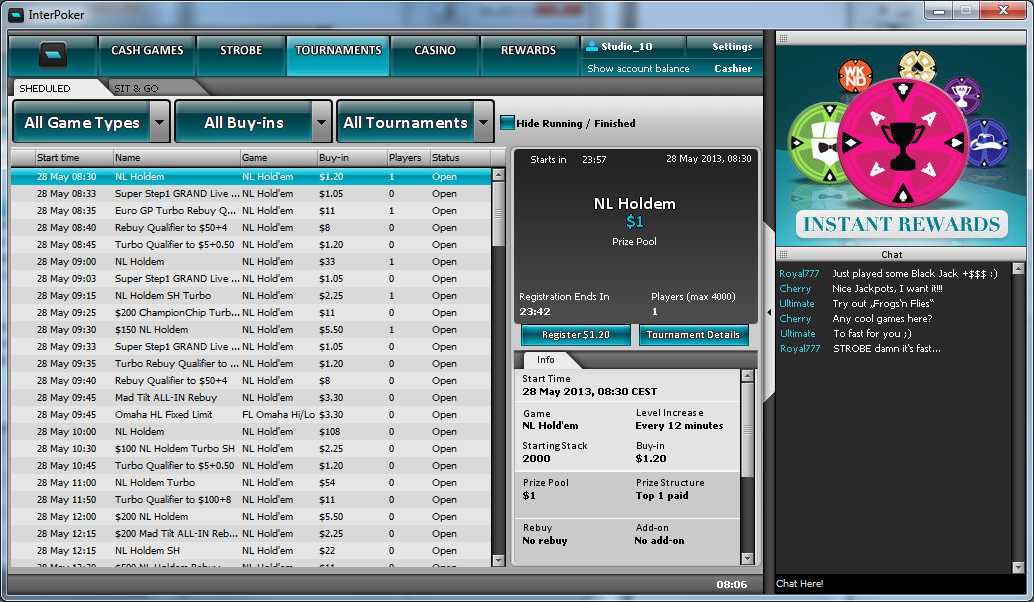 InterPoker
CASH GAMES STROBE TOURNAMENTS CASINO REWARDS
Studio_10 Settings
Show account balance Cashier
SHEDULED SIT & GO
All Game Types All Buy-ins All Tournaments Hide Running / Finished
Start time Name Game Buy-in Players Status
28 May 08:30 NL Holdem NL Hold'em $1.20 1 Open
28 May 08:33 Super Step1 GRAND Live ... NL Hold'em $1.05 0 Open
28 May 08:35 Euro GP Turbo Rebuy Q... NL Hold'em $11 1 Open
28 May 08:40 Rebuy Qualifier to $50+4 NL Hold'em $8 0 Open
28 May 08:45 Turbo Qualifier to $5+0.50 NL Hold'em $1.20 0 Open
28 May 09:00 NL Holdem NL Hold'em $33 1 Open
28 May 09:03 Super Step1 GRAND Live ... NL Hold'em $1.05 0 Open
28 May 09:15 NL Holdem SH Turbo NL Hold'em $2.25 1 Open
28 May 09:25 $200 ChampionChip Turb... NL Hold'em $11 0 Open
28 May 09:30 $150 NL Holdem NL Hold'em $5.50 1 Open
28 May 09:33 Super Step1 GRAND Live ... NL Hold'em $1.05 0 Open
28 May 09:35 Turbo Rebuy Qualifier to... NL Hold'em $1.20 0 Open
28 May 09:40 Rebuy Qualifier to $50+4 NL Hold'em $8 0 Open
28 May 09:45 Mad Tilt ALL-IN Rebuy NL Hold'em $3.30 0 Open
28 May 09:45 Omaha HL Fixed Limit FL Omaha Hi/Lo $3.30 0 Open
28 May 10:00 NL Holdem NL Hold'em $108 0 Open
28 May 10:30 $100 NL Holdem Turbo SH NL Hold'em $2.25 0 Open
28 May 10:45 Turbo Qualifier to $5+0.50 NL Hold'em $1.20 0 Open
28 May 11:00 NL Holdem Turbo NL Hold'em $54 0 Open
28 May 11:50 Turbo Qualifier to $100+8 NL Hold'em $11 0 Open
28 May 12:00 $200 NL Holdem NL Hold'em $5.50 0 Open
28 May 12:15 $200 Mad Tilt ALL-IN Reb... NL Hold'em $2.25 0 Open
28 May 12:15 NL Holdem SH NL Hold'em $22 0 Open
28 May 12:30 $500 NL Holdem Rebuy NL Hold'em $11 0 Open
Starts in 23:57 28 May 2013, 08:30
NL Holdem
$1
Prize Pool
Registration Ends In Players (max 4000)
23:42 1
Register $1.20 Tournament Details
Info
Start Time
28 May 2013, 08:30 CEST
Game Level Increase
NL Hold'em Every 12 minutes
Starting Stack Buy-in
2000 $1.20
Prize Pool Prize Structure
$1 Top 1 paid
Rebuy Add-on
No rebuy No add-on
08:06
WK
ND
A A
A A
INSTANT REWARDS
Chat
Royal777 Just played some Black Jack +$$$ :)
Cherry Nice Jackpots, I want it!!!
Ultimate Try out „Frogs'n Flies“
Cherry Any cool games here?
Ultimate To fast for you ;)
Royal777 STROBE damn it's fast...
Chat Here!